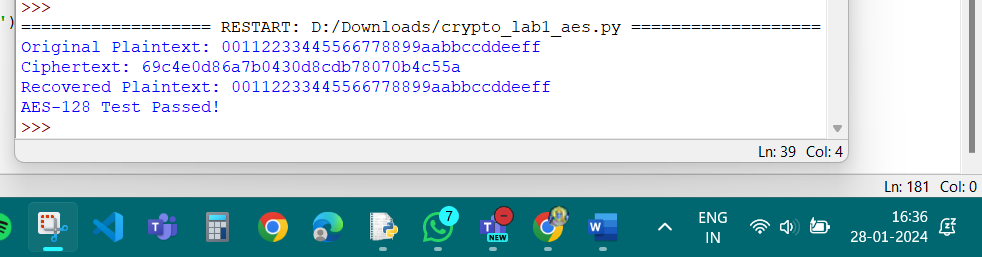 >>>
')
=================== RESTART: D:/Downloads/crypto_lab1_aes.py ===================
Original Plaintext: 00112233445566778899aabbccddeeff
Ciphertext: 69c4e0d86a7b0430d8cdb78070b4c55a
Recovered Plaintext: 00112233445566778899aabbccddeeff
AES-128 Test Passed!
>>>
Ln: 39 Col: 4
Ln: 181 Col: 0
7
NEW
ENG
IN
16:36
28-01-2024